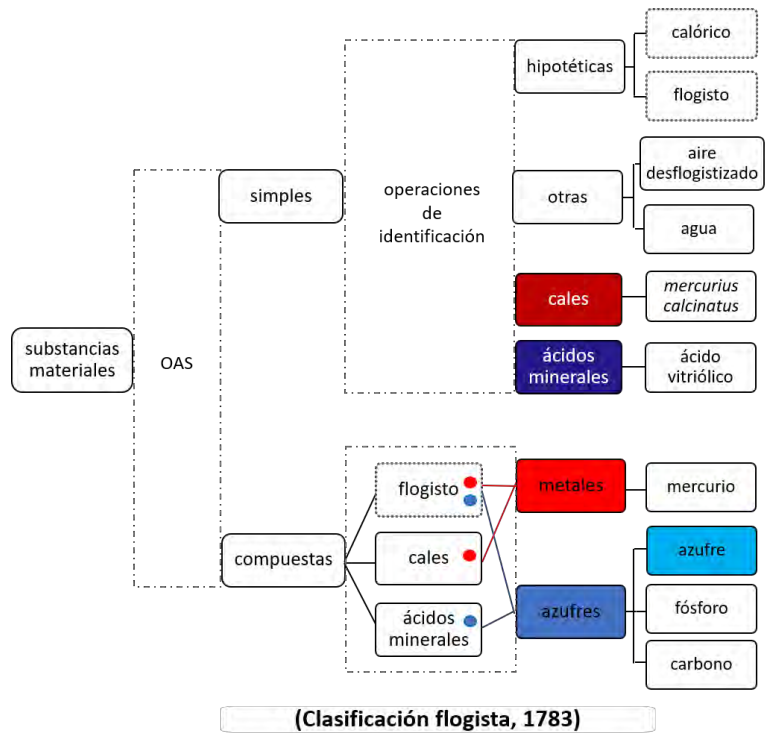 calórico
hipotéticas
flogisto
aire
desflogistizado
simples
operaciones
de
identificación
otras
agua
cales
mercurius
calcinatus
substancias
materiales
OAS
ácidos
minerales
ácido
vitriólico
flogisto
metales
mercurio
compuestas
cales
azufre
ácidos
minerales
azufres
fósforo
carbono
(Clasificación flogista, 1783)